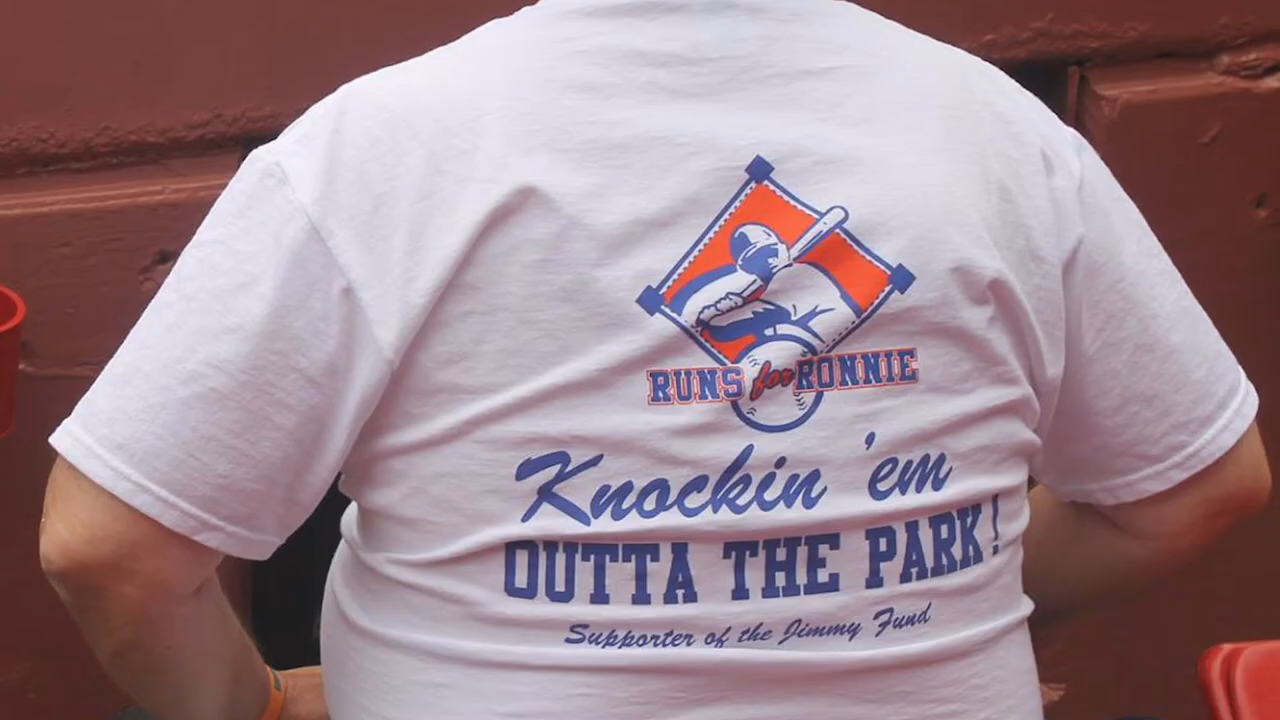 RUNS for RONNIE
Knockin 'em
OUTTA THE PARK!
Supporter of the Jimmy Fund